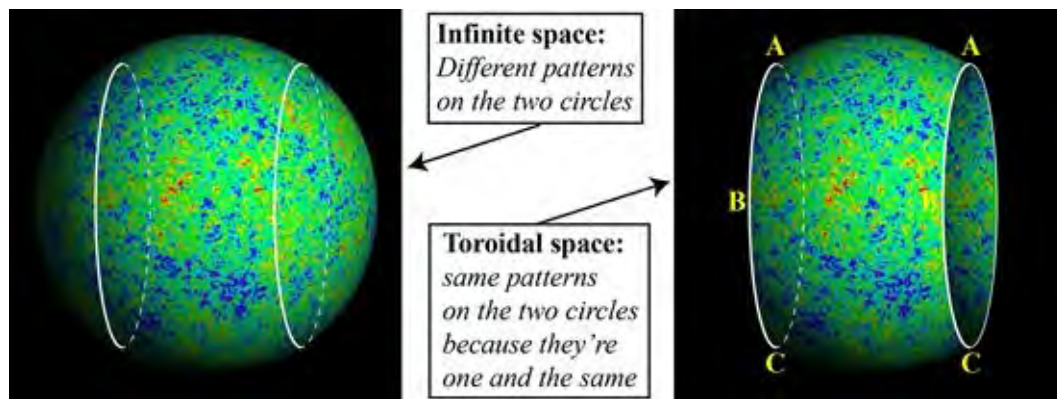 Infinite space:
Different patterns
on the two circles
Toroidal space:
same patterns
on the two circles
because they're
one and the same
A
A
B
B
C
C